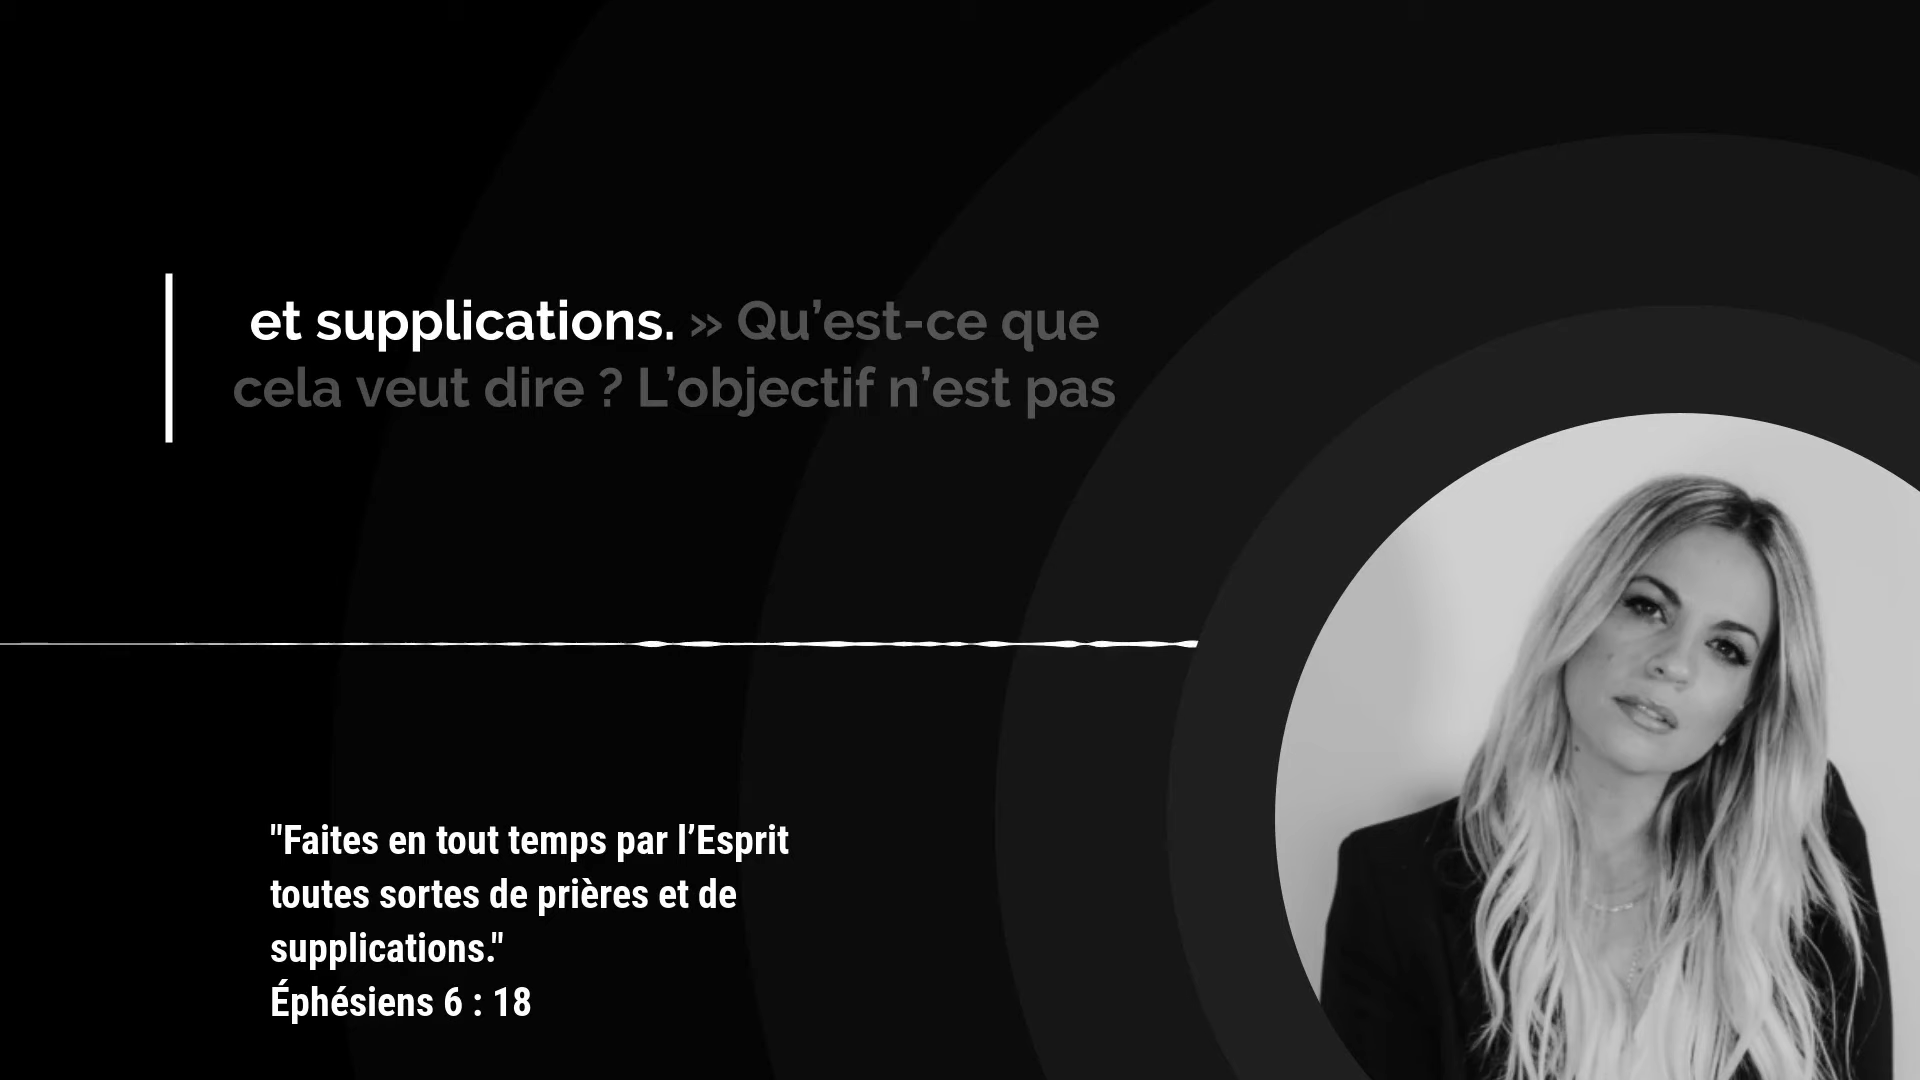 et supplications. » Qu’est-ce que
cela veut dire ? L’objectif n’est pas
"Faites en tout temps par l’Esprit
toutes sortes de prières et de
supplications."
Éphésiens 6 : 18